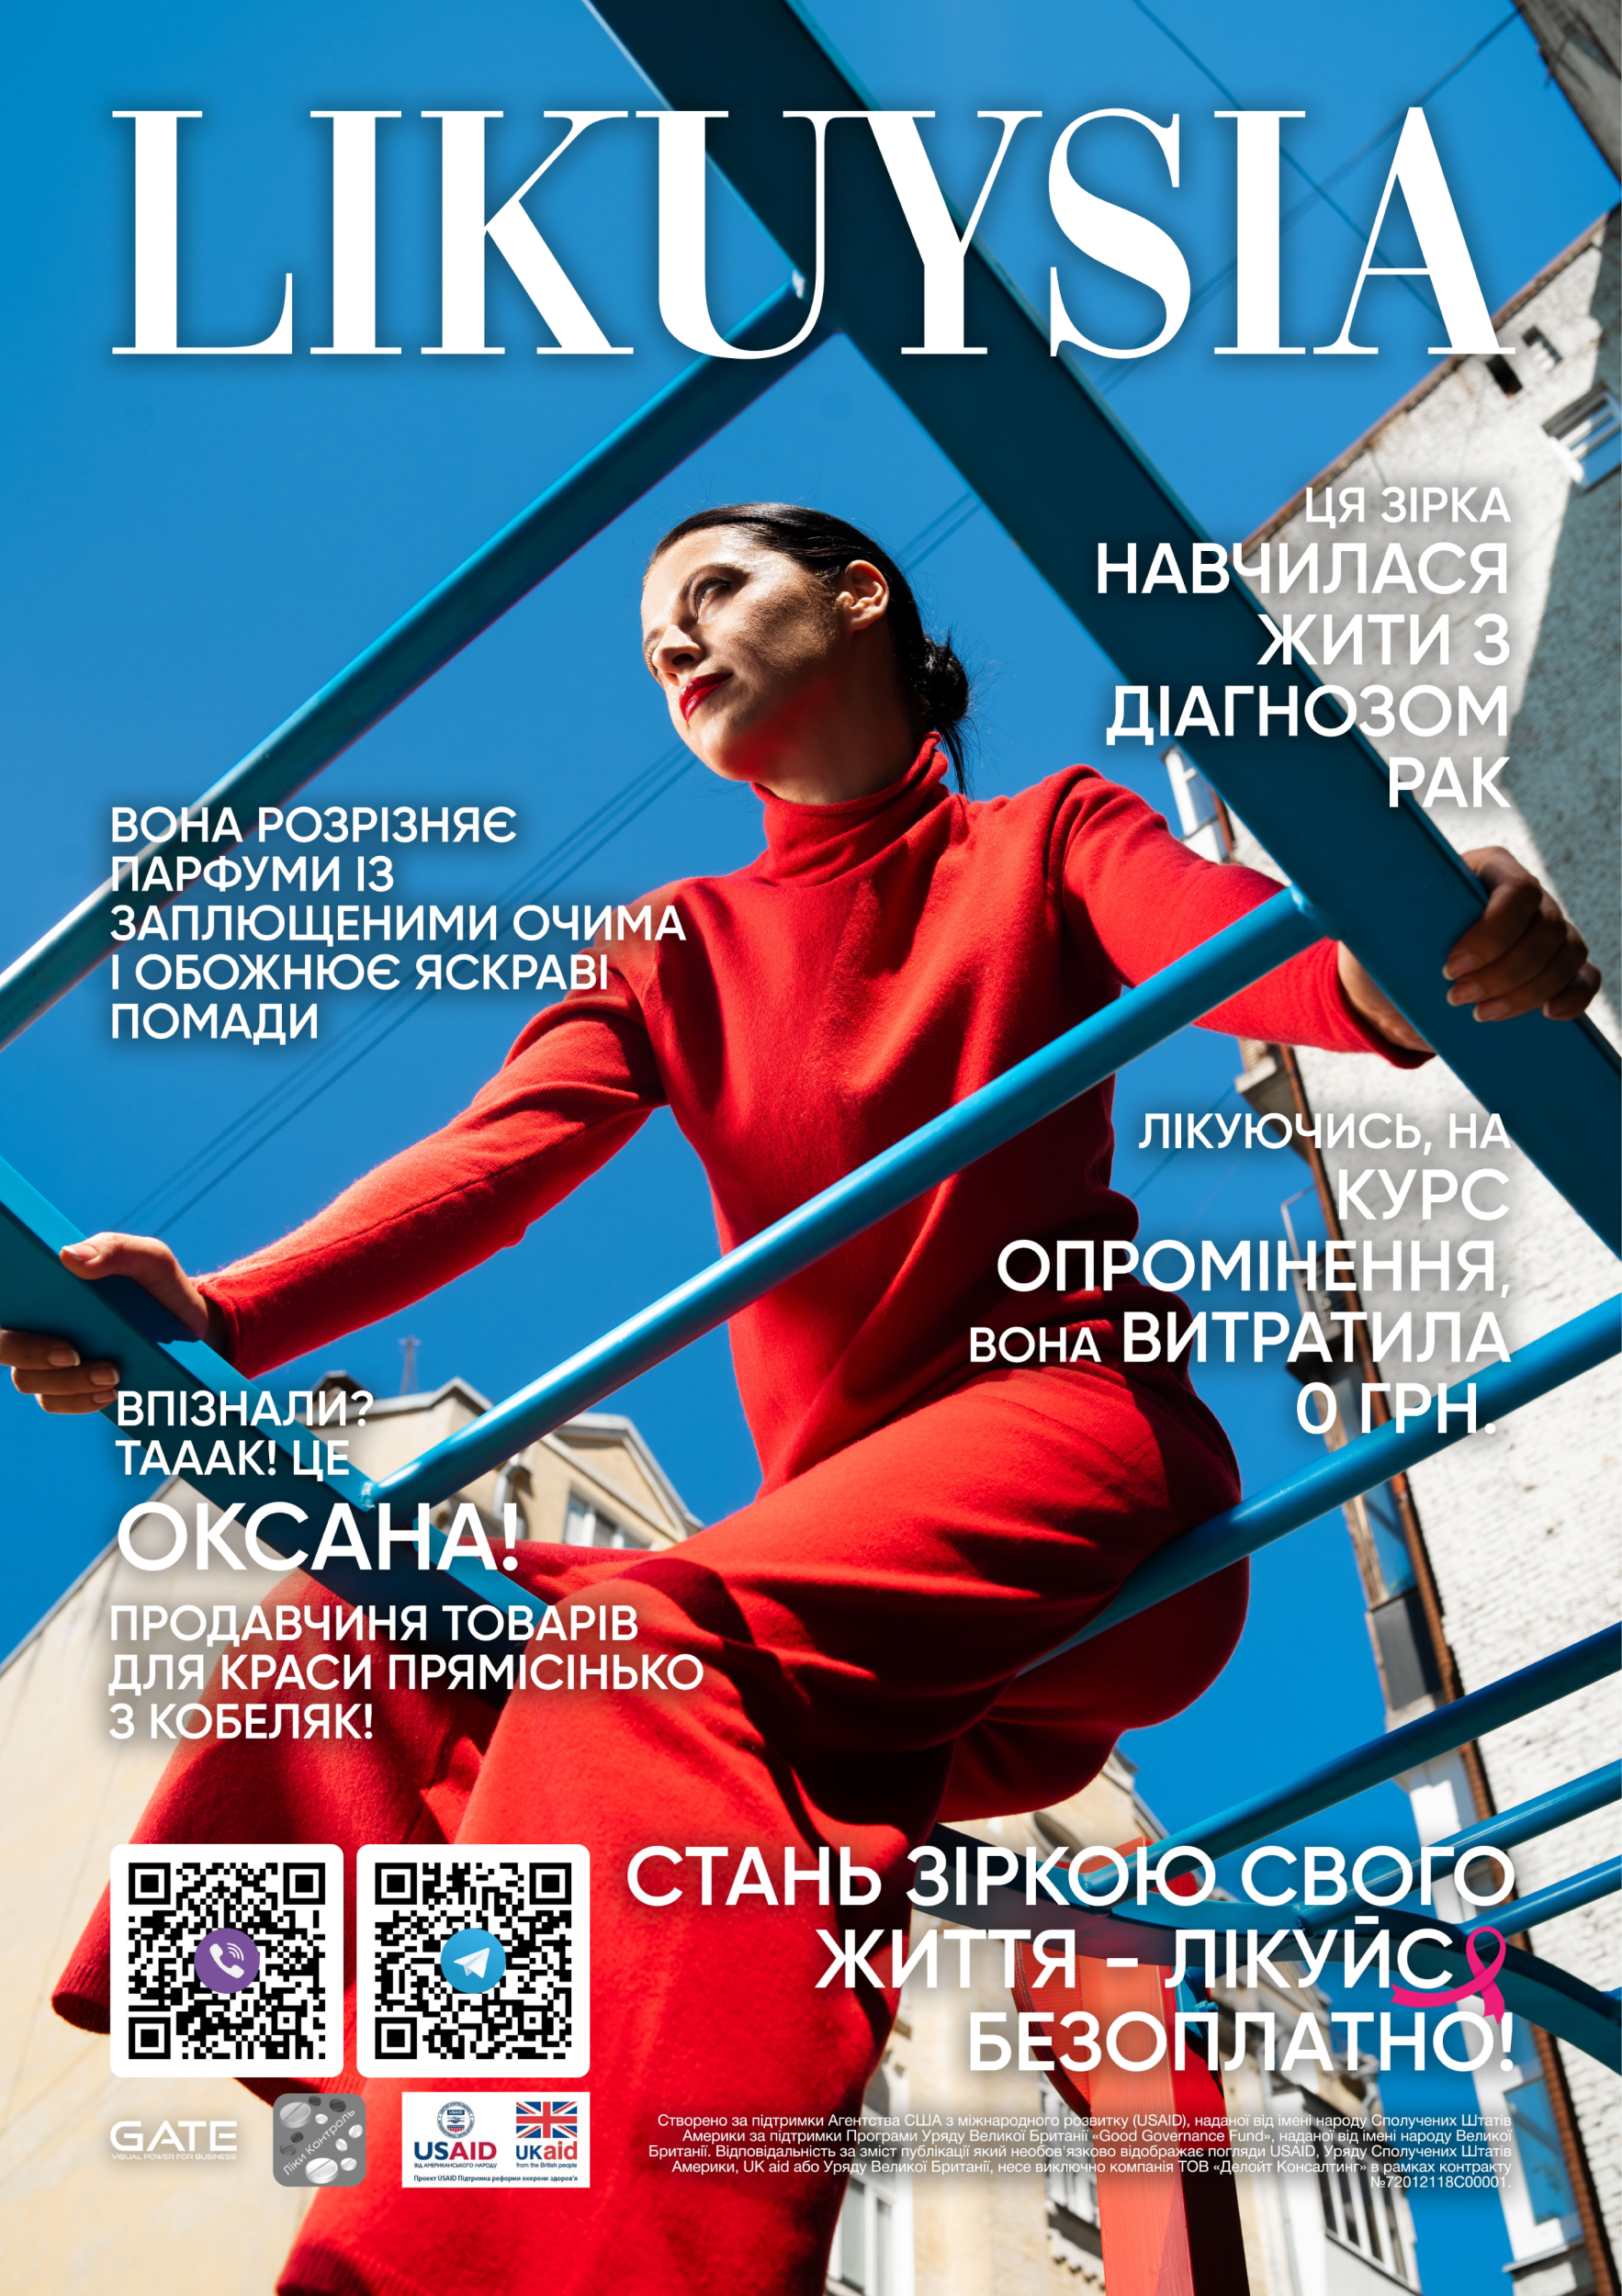 LIKUYSIA
ЦЯ ЗІРКА
НАВЧИЛАСЯ
ЖИТИ З
ДІАГНОЗОМ
РАК
ВОНА РОЗРІЗНЯЄ
ПАРФУМИ ІЗ
ЗАПЛЮЩЕНИМИ ОЧИМА
І ОБОЖНЮЄ ЯСКРАВІ
ПОМАДИ
ЛІКУЮЧИСЬ, НА
КУРС
ОПРОМІНЕННЯ,
ВОНА ВИТРАТИЛА
0 ГРН.
ВПІЗНАЛИ?
ТАААК! ЦЕ
ОКСАНА!
ПРОДАВЧИНЯ ТОВАРІВ
ДЛЯ КРАСИ ПРЯМІСІНЬКО
З КОБЕЛЯК!
СТАНЬ ЗІРКОЮ СВОГО
ЖИТТЯ - ЛІКУЙС
БЕЗОПЛАТНО!
GATE
VISUAL POWER FOR BUSINESS
Ліки Контроль
USAID
ВІД АМЕРИКАНСЬКОГО НАРОДУ
UKaid
from the British people
Проєкт USAID Підтримка реформи охорони здоров'я
Створено за підтримки Агентства США з міжнародного розвитку (USAID), наданої від імені народу Сполучених Штатів
Америки за підтримки Програми Уряду Великої Британії «Good Governance Fund», наданої від імені народу Великої
Британії. Відповідальність за зміст публікації який необов'язково відображає погляди USAID, Уряду Сполучених Штатів
Америки, UK aid або Уряду Великої Британії, несе виключно компанія ТОВ «Делойт Консалтинг» в рамках контракту
№72012118C00001.